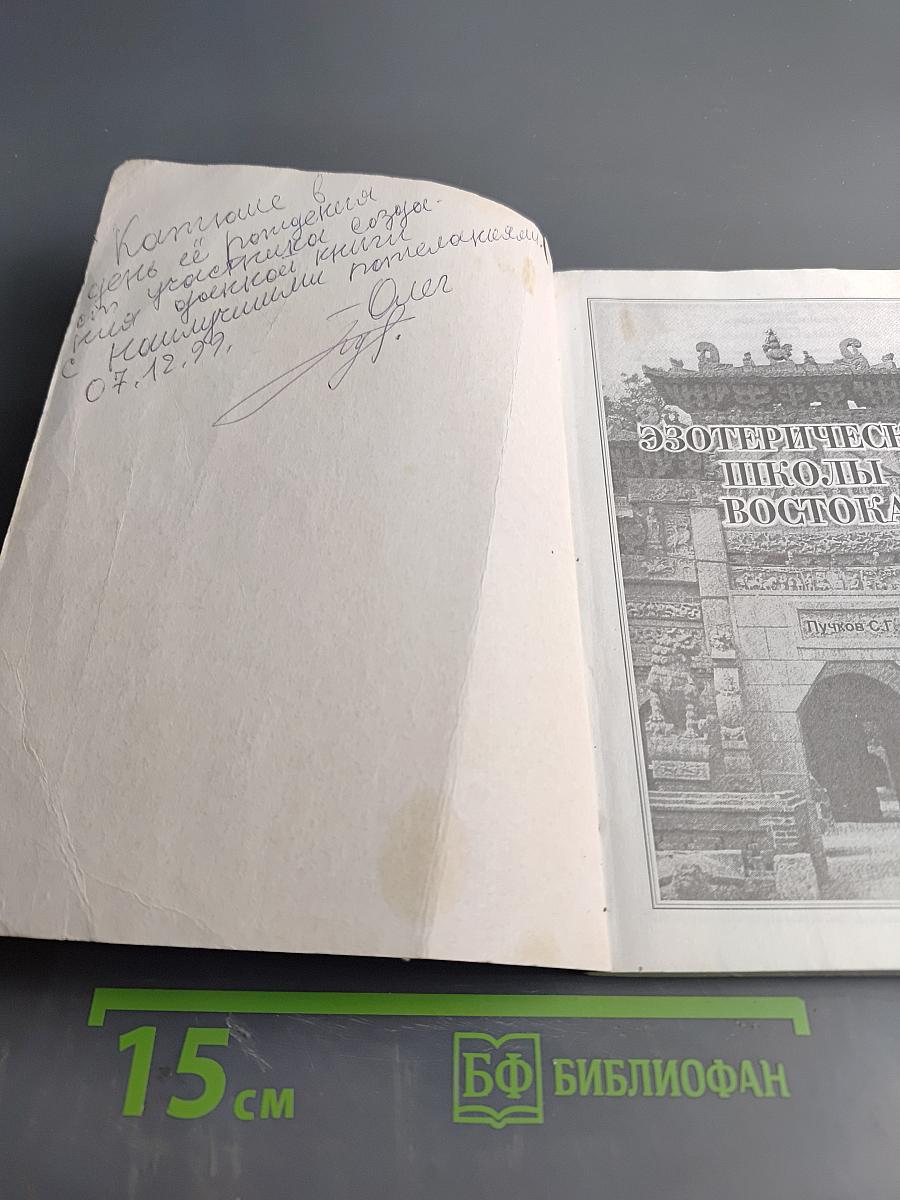 Катюше в
день её рождения
от участника созда-
ния данной книги
с наилучшими пожеланиями.
Олег
07.12.99.
ЭЗОТЕРИЧЕСК
ШКОЛЫ
ВОСТОКА
Пучков С.Г.
15 см
БФ БИБЛИОФАН